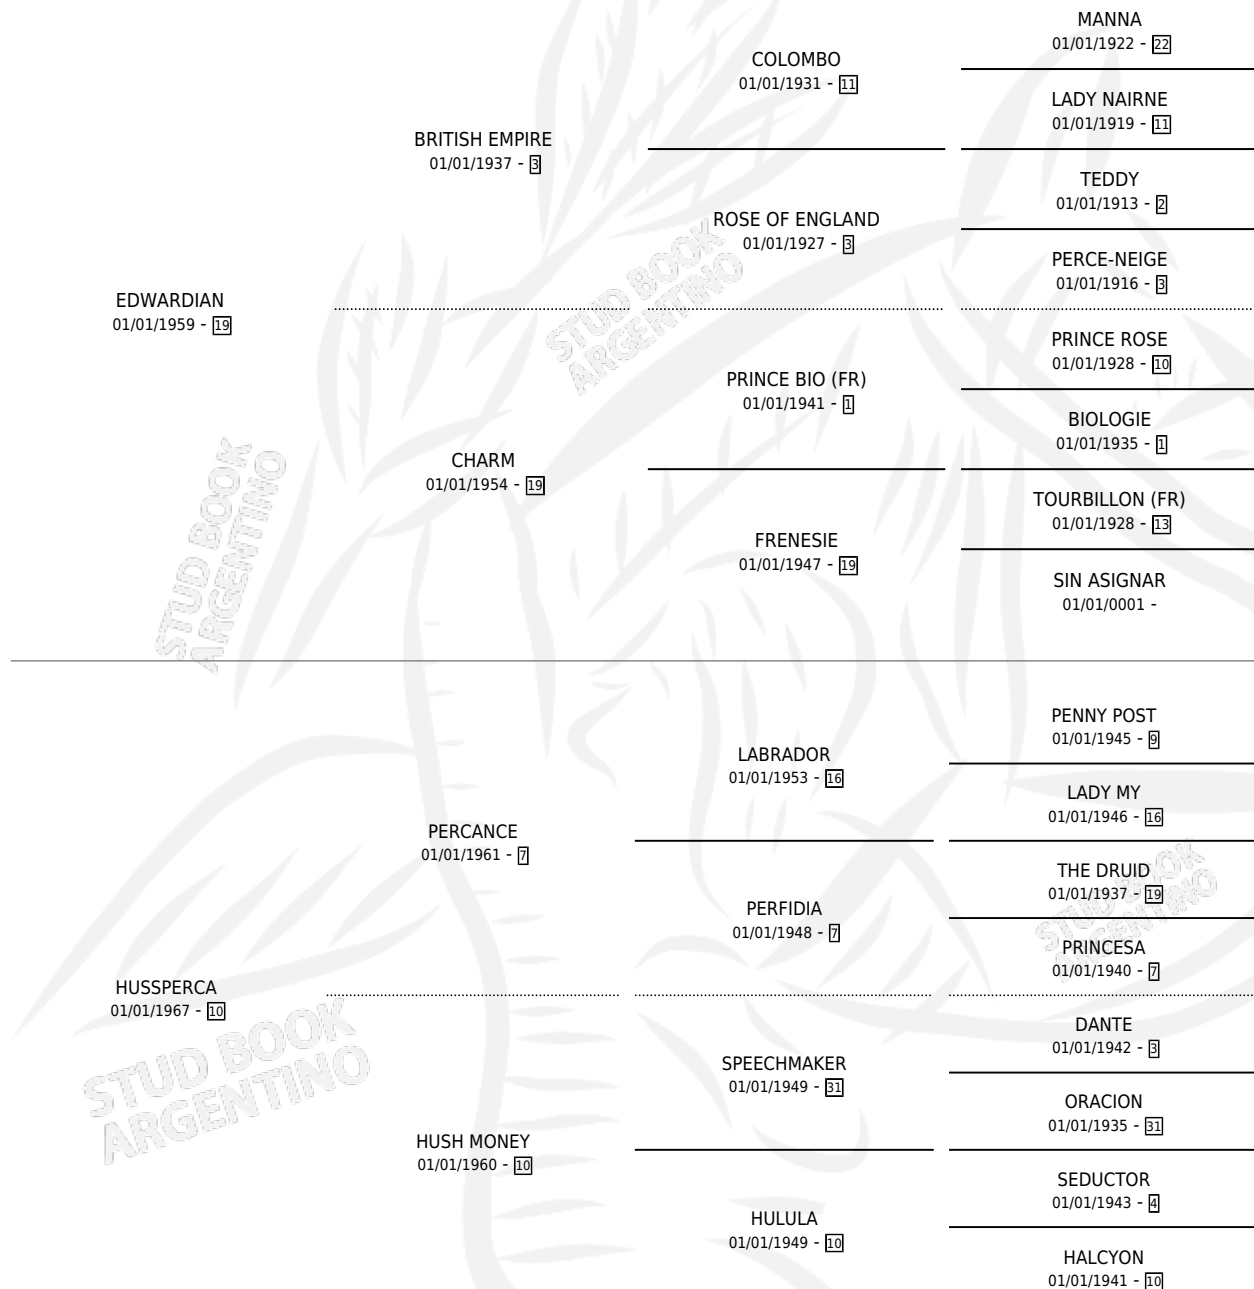 MANNA
01/01/1922 - 22
COLOMBO
01/01/1931 - 11
LADY NAIRNE
01/01/1919 - 11
BRITISH EMPIRE
01/01/1937 - 3
TEDDY
01/01/1913 - 2
ROSE OF ENGLAND
01/01/1927 - 3
PERCE-NEIGE
01/01/1916 - 3
EDWARDIAN
01/01/1959 - 19
STUD BOOK
ARGENTINO
PRINCE ROSE
01/01/1928 - 10
PRINCE BIO (FR)
01/01/1941 - 1
BIOLOGIE
01/01/1935 - 1
CHARM
01/01/1954 - 19
TOURBILLON (FR)
01/01/1928 - 13
FRENESIE
01/01/1947 - 19
SIN ASIGNAR
01/01/0001 -
STUD BOOK
ARGENTINO
PENNY POST
01/01/1945 - 9
LABRADOR
01/01/1953 - 16
LADY MY
01/01/1946 - 16
PERCANCE
01/01/1961 - 7
THE DRUID
01/01/1937 - 19
PERFIDIA
01/01/1948 - 7
PRINCESA
01/01/1940 - 7
STUD BOOK
ARGENTINO
HUSSPERCA
01/01/1967 - 10
DANTE
01/01/1942 - 3
SPEECHMAKER
01/01/1949 - 31
ORACION
01/01/1935 - 31
STUD BOOK
ARGENTINO
HUSH MONEY
01/01/1960 - 10
SEDUCTOR
01/01/1943 - 4
HULULA
01/01/1949 - 10
HALCYON
01/01/1941 - 10